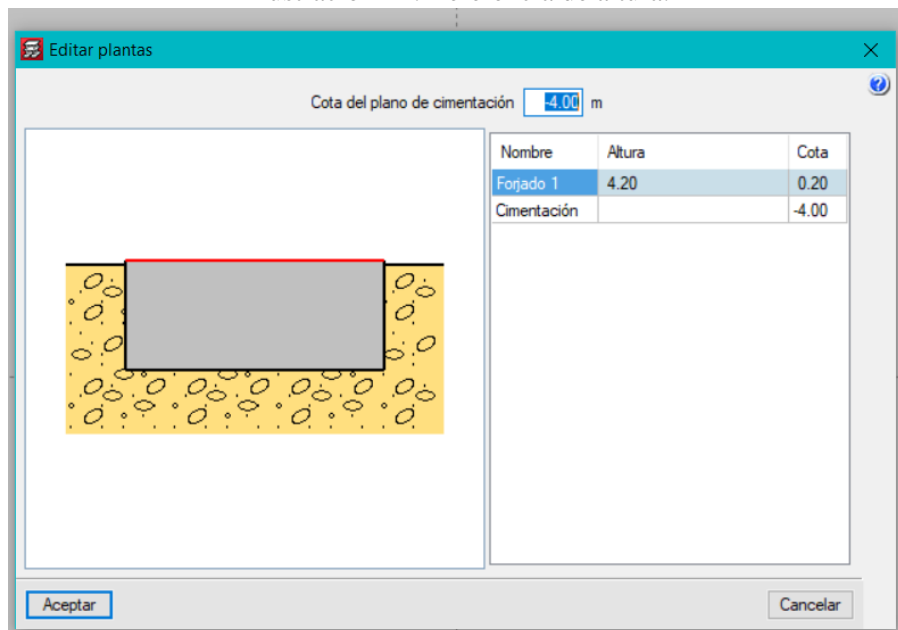 Editar plantas
Cota del plano de cimentación -4.00 m
Nombre Altura Cota
Forjado 1 4.20 0.20
Cimentación -4.00
Aceptar Cancelar